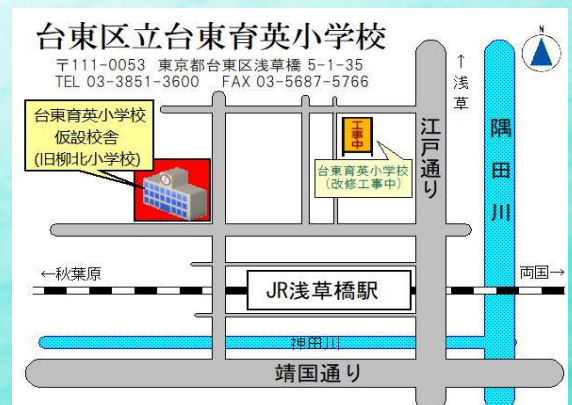 台東区立台東育英小学校
〒111-0053 東京都台東区浅草橋 5-1-35
TEL 03-3851-3600 FAX 03-5687-5766
N
台東育英小学校
仮設校舎
(旧柳北小学校)
工事中
台東育英小学校
(改修工事中)
江戸通り
↑浅草
隅田川
←秋葉原
JR浅草橋駅
両国→
神田川
靖国通り